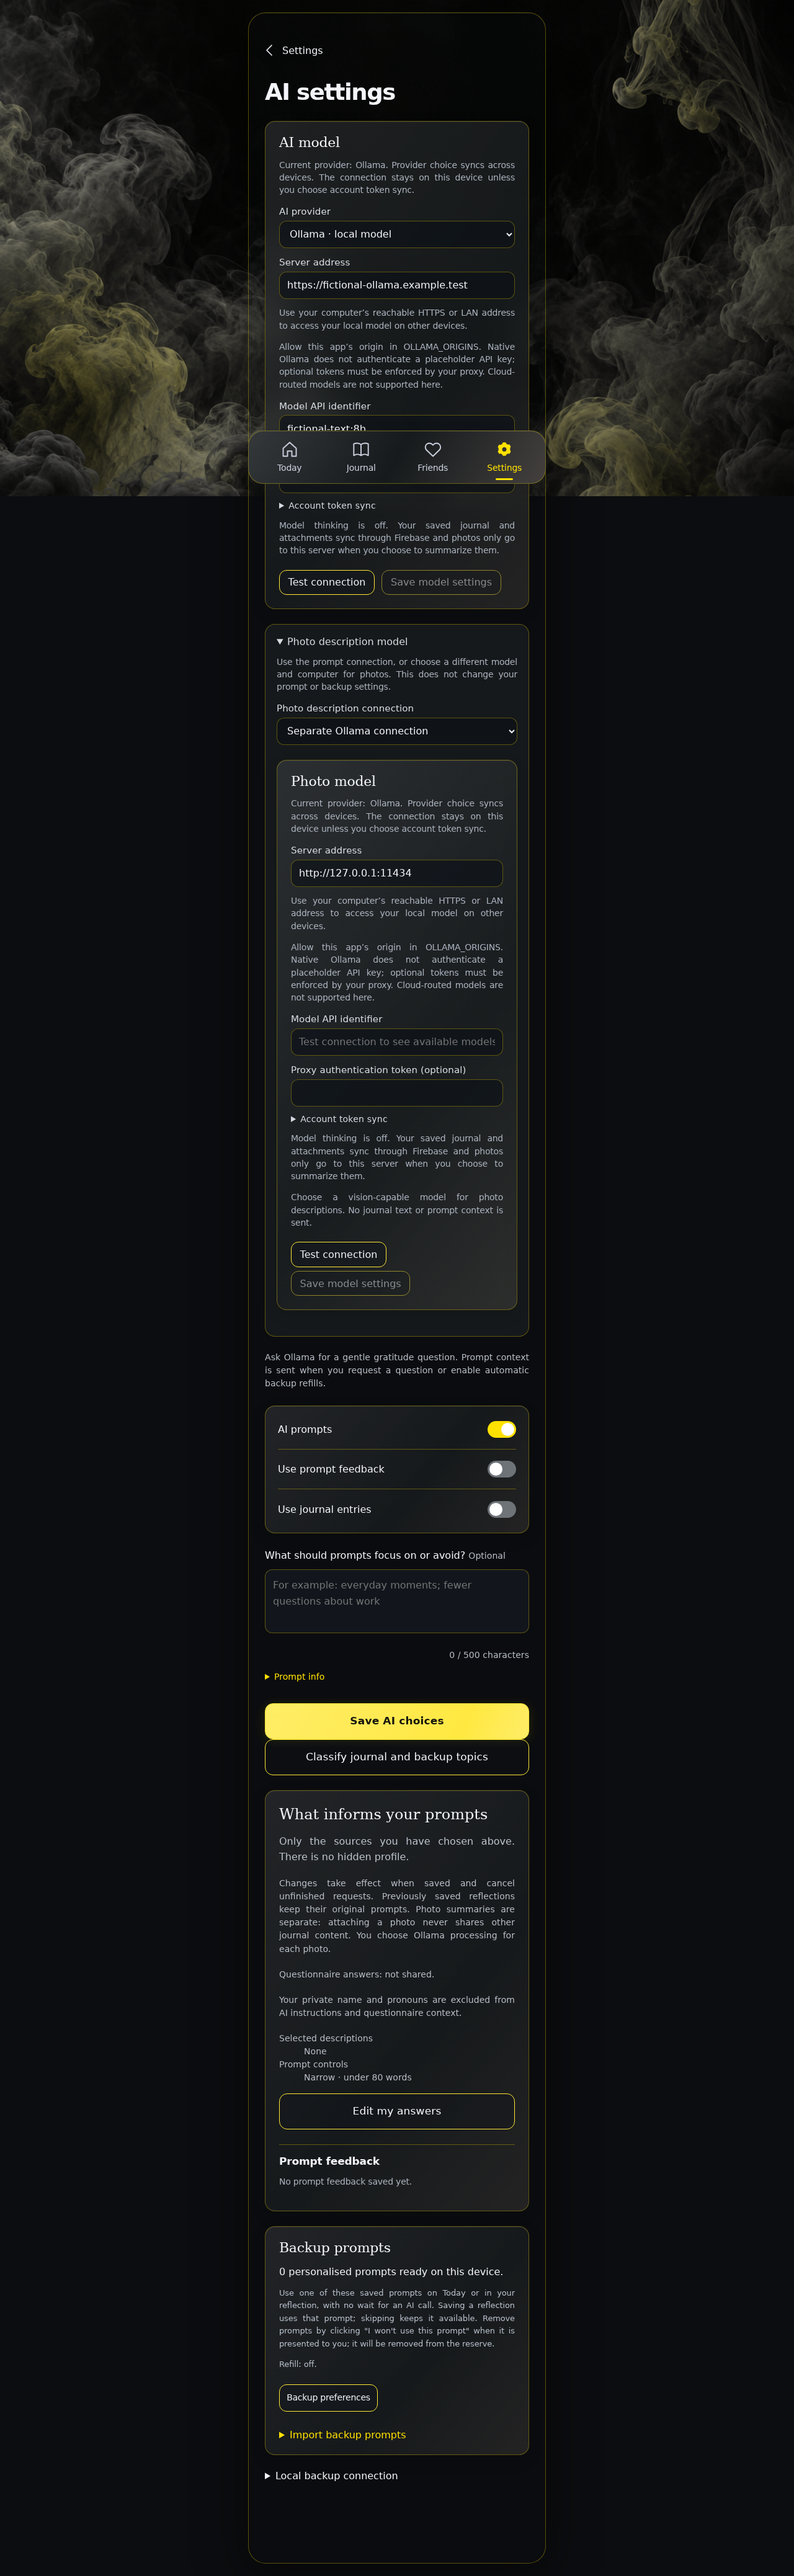 Settings
AI settings
AI model
Current provider: Ollama. Provider choice syncs across
devices. The connection stays on this device unless
you choose account token sync.
AI provider
Ollama · local model
Server address
https://fictional-ollama.example.test
Use your computer’s reachable HTTPS or LAN address
to access your local model on other devices.
Allow this app’s origin in OLLAMA_ORIGINS. Native
Ollama does not authenticate a placeholder API key;
optional tokens must be enforced by your proxy. Cloud-
routed models are not supported here.
Model API identifier
fictional-text:8b
Today
Journal
Friends
Settings
Account token sync
Model thinking is off. Your saved journal and
attachments sync through Firebase and photos only go
to this server when you choose to summarize them.
Test connection
Save model settings
Photo description model
Use the prompt connection, or choose a different model
and computer for photos. This does not change your
prompt or backup settings.
Photo description connection
Separate Ollama connection
Photo model
Current provider: Ollama. Provider choice syncs
across devices. The connection stays on this
device unless you choose account token sync.
Server address
http://127.0.0.1:11434
Use your computer’s reachable HTTPS or LAN
address to access your local model on other
devices.
Allow this app’s origin in OLLAMA_ORIGINS.
Native Ollama does not authenticate a
placeholder API key; optional tokens must be
enforced by your proxy. Cloud-routed models are
not supported here.
Model API identifier
Test connection to see available models
Proxy authentication token (optional)
Account token sync
Model thinking is off. Your saved journal and
attachments sync through Firebase and photos
only go to this server when you choose to
summarize them.
Choose a vision-capable model for photo
descriptions. No journal text or prompt context is
sent.
Test connection
Save model settings
Ask Ollama for a gentle gratitude question. Prompt context
is sent when you request a question or enable automatic
backup refills.
AI prompts
Use prompt feedback
Use journal entries
What should prompts focus on or avoid? Optional
For example: everyday moments; fewer
questions about work
0 / 500 characters
Prompt info
Save AI choices
Classify journal and backup topics
What informs your prompts
Only the sources you have chosen above.
There is no hidden profile.
Changes take effect when saved and cancel
unfinished requests. Previously saved reflections
keep their original prompts. Photo summaries are
separate: attaching a photo never shares other
journal content. You choose Ollama processing for
each photo.
Questionnaire answers: not shared.
Your private name and pronouns are excluded from
AI instructions and questionnaire context.
Selected descriptions
None
Prompt controls
Narrow · under 80 words
Edit my answers
Prompt feedback
No prompt feedback saved yet.
Backup prompts
0 personalised prompts ready on this device.
Use one of these saved prompts on Today or in your
reflection, with no wait for an AI call. Saving a reflection
uses that prompt; skipping keeps it available. Remove
prompts by clicking "I won't use this prompt" when it is
presented to you; it will be removed from the reserve.
Refill: off.
Backup preferences
Import backup prompts
Local backup connection